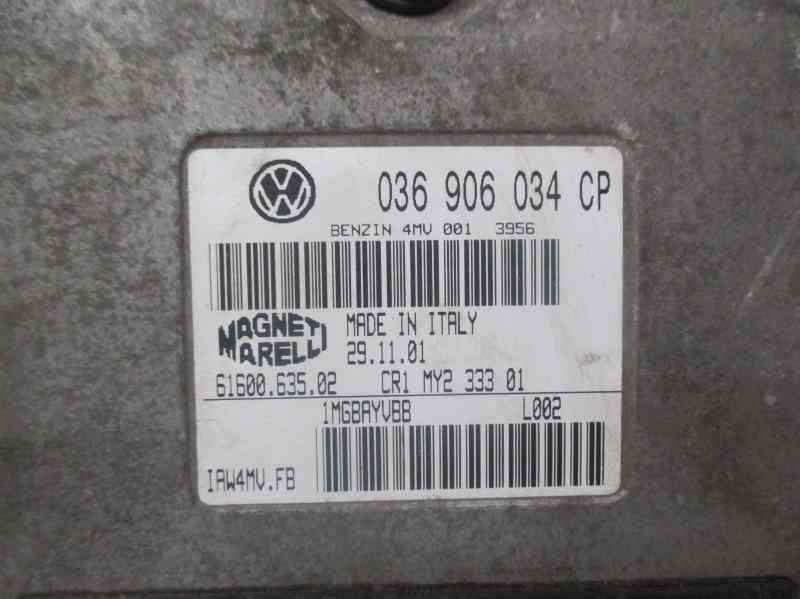 036 906 034 CP
BENZIN 4MV 001 3956
MAGNETI MARELLI
MADE IN ITALY
29.11.01
61600.635.02 CR1 MY2 333 01
1MGBAYVBB L002
IAW4MV.FB